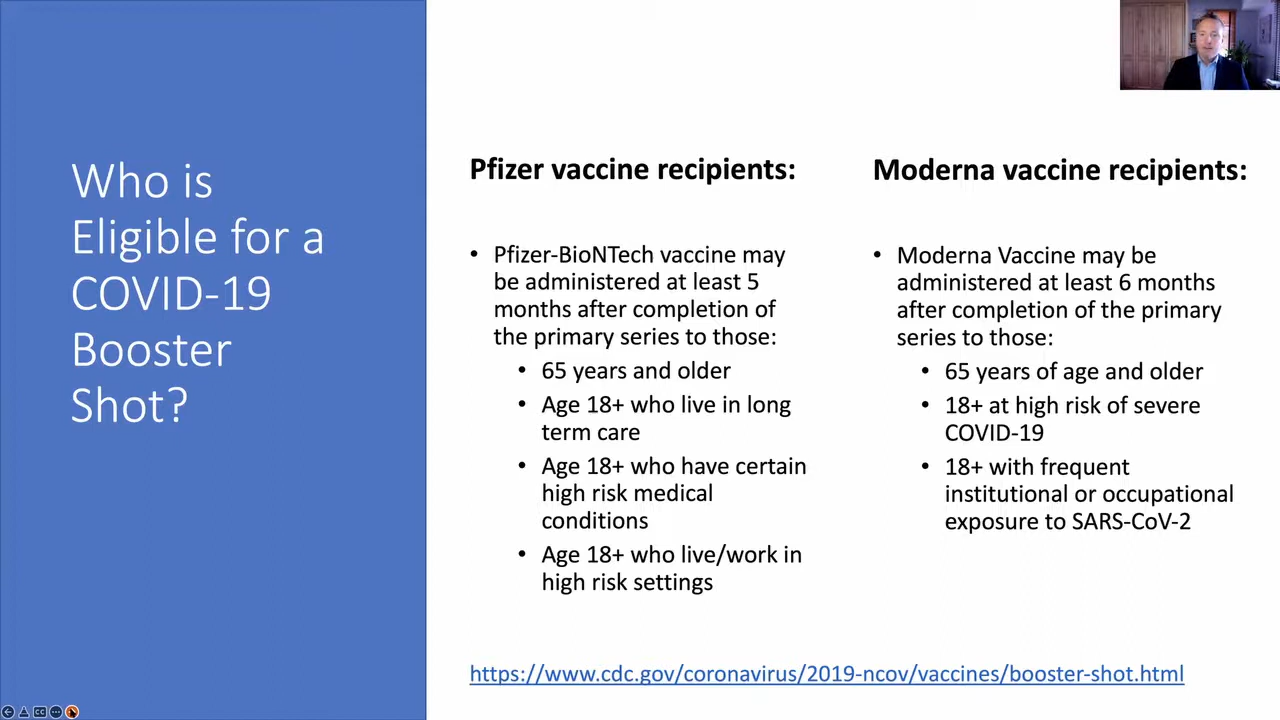 Who is
Eligible for a
COVID-19
Booster
Shot?
Pfizer vaccine recipients:
• Pfizer-BioNTech vaccine may
be administered at least 5
months after completion of
the primary series to those:
• 65 years and older
• Age 18+ who live in long
term care
• Age 18+ who have certain
high risk medical
conditions
• Age 18+ who live/work in
high risk settings
Moderna vaccine recipients:
• Moderna Vaccine may be
administered at least 6 months
after completion of the primary
series to those:
• 65 years of age and older
• 18+ at high risk of severe
COVID-19
• 18+ with frequent
institutional or occupational
exposure to SARS-CoV-2
https://www.cdc.gov/coronavirus/2019-ncov/vaccines/booster-shot.html
CC